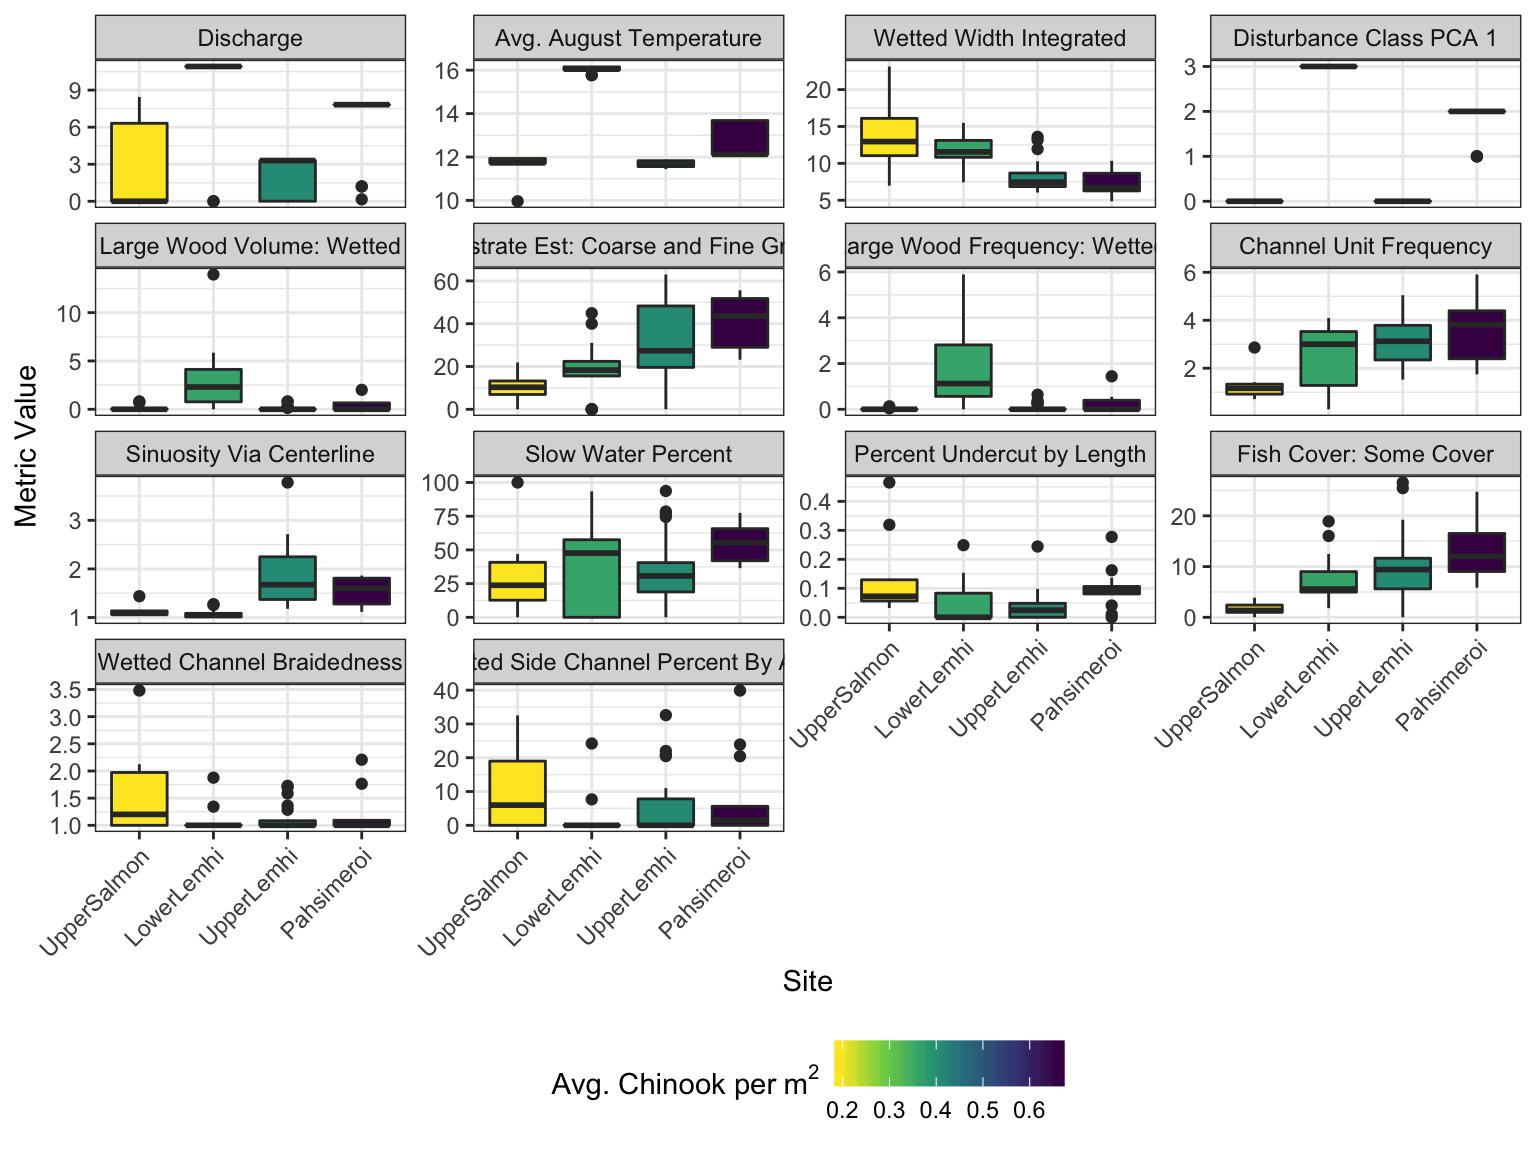 Discharge
Avg. August Temperature
Wetted Width Integrated
Disturbance Class PCA 1
9
6
3
0
16
14
12
10
20
15
10
5
3
2
1
0
Large Wood Volume: Wetted
strate Est: Coarse and Fine Gr
arge Wood Frequency: Wette
Channel Unit Frequency
10
5
0
60
40
20
0
6
4
2
0
6
4
2
Metric Value
Sinuosity Via Centerline
Slow Water Percent
Percent Undercut by Length
Fish Cover: Some Cover
3
2
1
100
75
50
25
0
0.4
0.3
0.2
0.1
0.0
20
10
0
Wetted Channel Braidedness
ted Side Channel Percent By A
3.5
3.0
2.5
2.0
1.5
1.0
40
30
20
10
0
UpperSalmon
LowerLemhi
UpperLemhi
Pahsimeroi
UpperSalmon
LowerLemhi
UpperLemhi
Pahsimeroi
UpperSalmon
LowerLemhi
UpperLemhi
Pahsimeroi
UpperSalmon
LowerLemhi
UpperLemhi
Pahsimeroi
Site
Avg. Chinook per m²
0.2 0.3 0.4 0.5 0.6